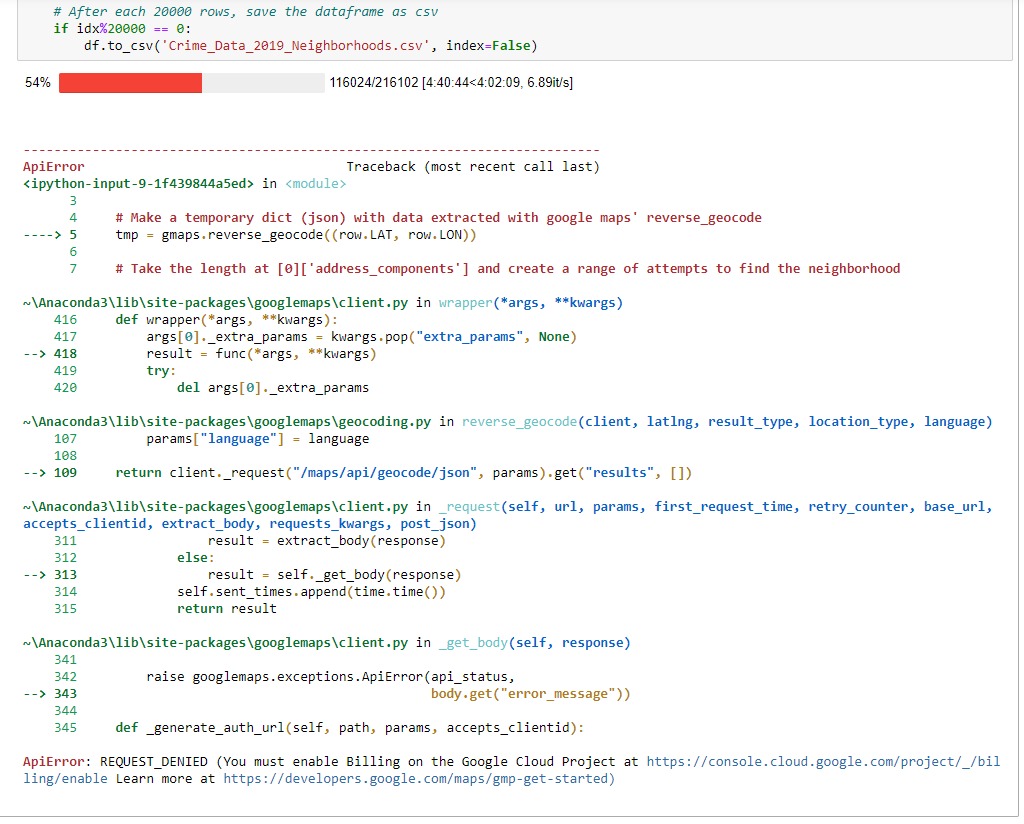 # After each 20000 rows, save the dataframe as csv
if idx%20000 == 0:
df.to_csv('Crime_Data_2019_Neighborhoods.csv', index=False)
54% 116024/216102 [4:40:44<4:02:09, 6.89it/s]
---------------------------------------------------------------------------
ApiError Traceback (most recent call last)
<ipython-input-9-1f439844a5ed> in <module>
3
4 # Make a temporary dict (json) with data extracted with google maps' reverse_geocode
----> 5 tmp = gmaps.reverse_geocode((row.LAT, row.LON))
6
7 # Take the length at [0]['address_components'] and create a range of attempts to find the neighborhood
~\Anaconda3\lib\site-packages\googlemaps\client.py in wrapper(*args, **kwargs)
416 def wrapper(*args, **kwargs):
417 args[0]._extra_params = kwargs.pop("extra_params", None)
--> 418 result = func(*args, **kwargs)
419 try:
420 del args[0]._extra_params
~\Anaconda3\lib\site-packages\googlemaps\geocoding.py in reverse_geocode(client, latlng, result_type, location_type, language)
107 params["language"] = language
108
--> 109 return client._request("/maps/api/geocode/json", params).get("results", [])
~\Anaconda3\lib\site-packages\googlemaps\client.py in _request(self, url, params, first_request_time, retry_counter, base_url,
accepts_clientid, extract_body, requests_kwargs, post_json)
311 result = extract_body(response)
312 else:
--> 313 result = self._get_body(response)
314 self.sent_times.append(time.time())
315 return result
~\Anaconda3\lib\site-packages\googlemaps\client.py in _get_body(self, response)
341
342 raise googlemaps.exceptions.ApiError(api_status,
--> 343 body.get("error_message"))
344
345 def _generate_auth_url(self, path, params, accepts_clientid):
ApiError: REQUEST_DENIED (You must enable Billing on the Google Cloud Project at https://console.cloud.google.com/project/_/bil
ling/enable Learn more at https://developers.google.com/maps/gmp-get-started)